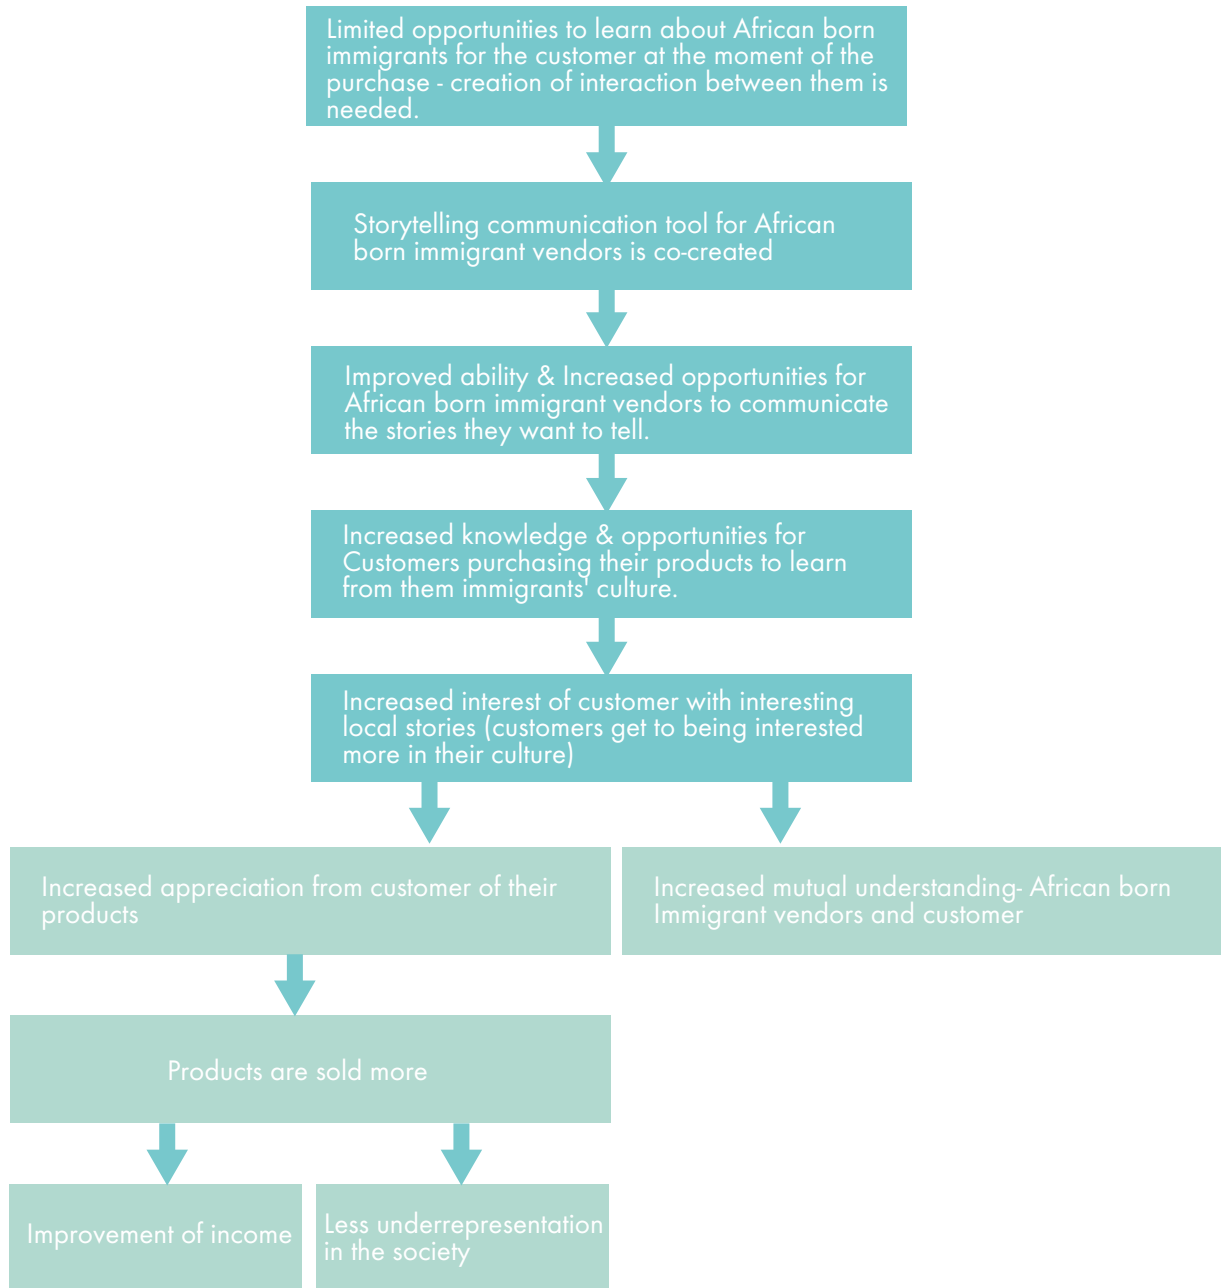 Limited opportunities to learn about African born
immigrants for the customer at the moment of the
purchase - creation of interaction between them is
needed.
Storytelling communication tool for African
born immigrant vendors is co-created
Improved ability & Increased opportunities for
African born immigrant vendors to communicate
the stories they want to tell.
Increased knowledge & opportunities for
Customers purchasing their products to learn
from them immigrants' culture.
Increased interest of customer with interesting
local stories (customers get to being interested
more in their culture)
Increased appreciation from customer of their
products
Increased mutual understanding- African born
Immigrant vendors and customer
Products are sold more
Improvement of income
Less underrepresentation
in the society